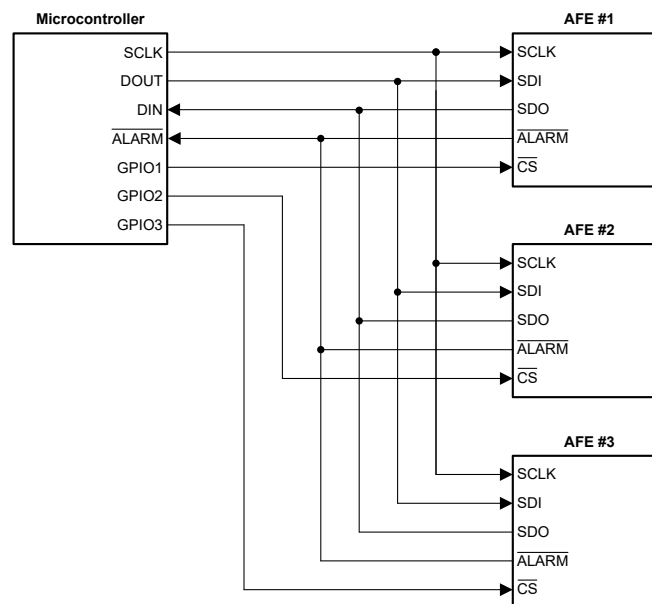 Microcontroller
SCLK
DOUT
DIN
ALARM
GPIO1
GPIO2
GPIO3
AFE #1
SCLK
SDI
SDO
ALARM
CS
AFE #2
SCLK
SDI
SDO
ALARM
CS
AFE #3
SCLK
SDI
SDO
ALARM
CS